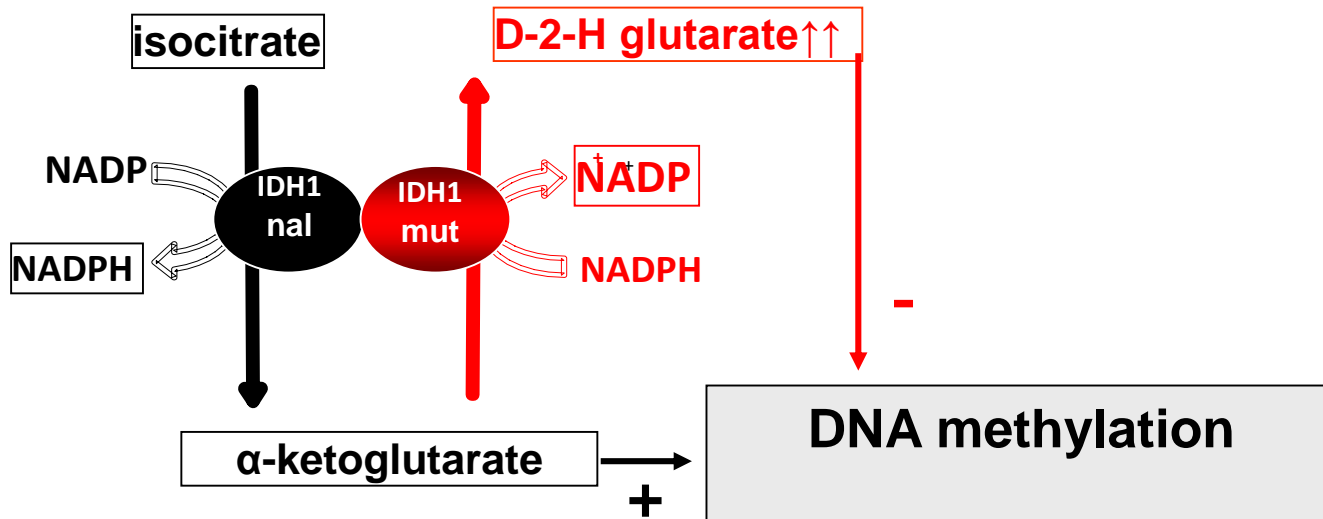 isocitrate
D-2-H glutarate↑↑
NADP
IDH1
nal
IDH1
mut
NADP
+
+
NADPH
NADPH
-
DNA methylation
α-ketoglutarate
+